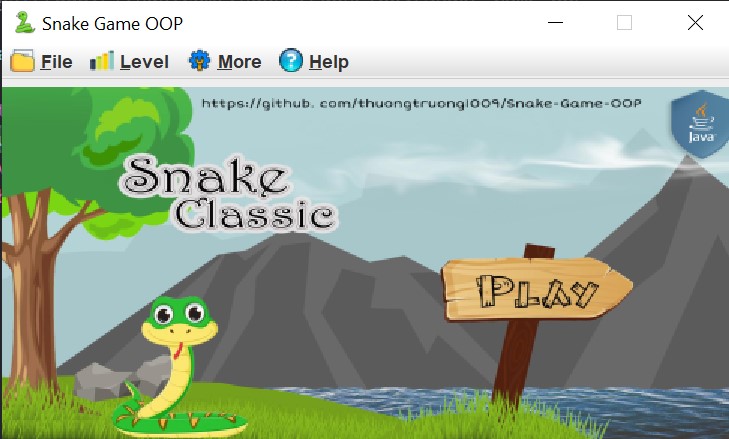 Snake Game OOP
File Level More Help
https://github.com/thuongtruong1009/Snake-Game-OOP
Java
Snake
Classic
PLAY